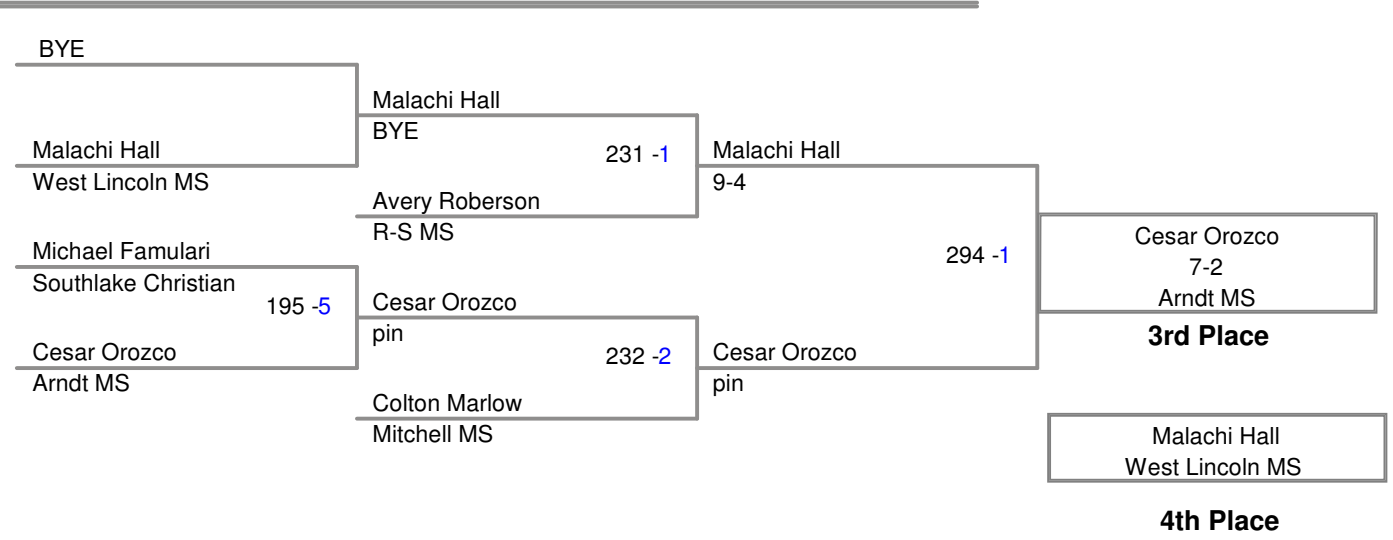 BYE
Malachi Hall
West Lincoln MS
Michael Famulari
Southlake Christian
195 -5
Cesar Orozco
Arndt MS
Malachi Hall
BYE
231 -1
Avery Roberson
R-S MS
Cesar Orozco
pin
232 -2
Colton Marlow
Mitchell MS
Malachi Hall
9-4
294 -1
Cesar Orozco
pin
Cesar Orozco
7-2
Arndt MS
3rd Place
Malachi Hall
West Lincoln MS
4th Place